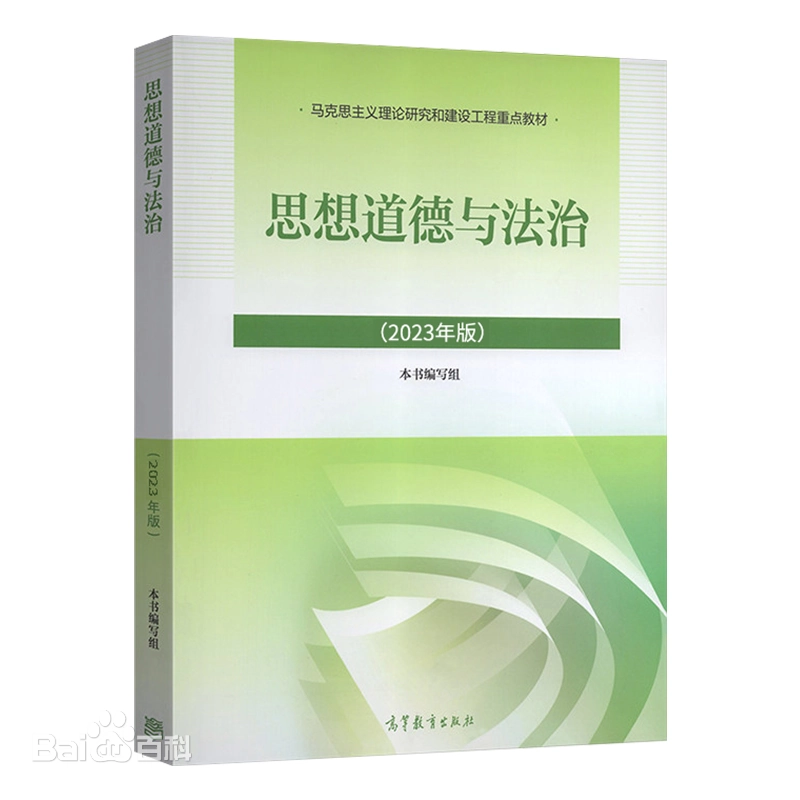 · 马克思主义理论研究和建设工程重点教材 ·
思想道德与法治
（2023年版）
本书编写组
高等教育出版社
思想道德与法治
（2023年版）
本书编写组
Bai百科